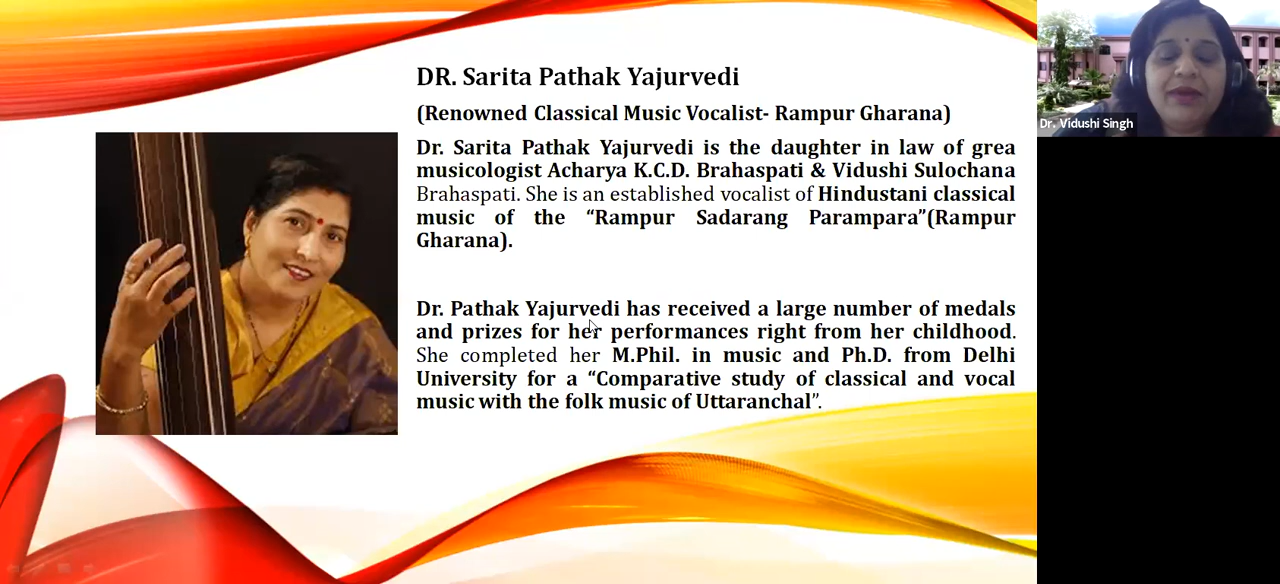 DR. Sarita Pathak Yajurvedi
(Renowned Classical Music Vocalist- Rampur Gharana)
Dr. Sarita Pathak Yajurvedi is the daughter in law of grea
musicologist Acharya K.C.D. Brahaspati & Vidushi Sulochana
Brahaspati. She is an established vocalist of Hindustani classical
music of the “Rampur Sadarang Parampara”(Rampur
Gharana).
Dr. Pathak Yajurvedi has received a large number of medals
and prizes for her performances right from her childhood.
She completed her M.Phil. in music and Ph.D. from Delhi
University for a “Comparative study of classical and vocal
music with the folk music of Uttaranchal”.
Dr. Vidushi Singh